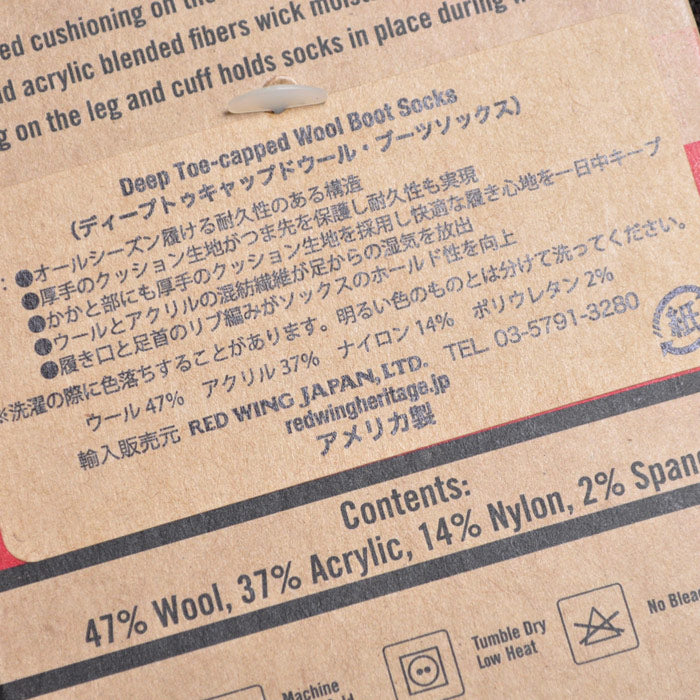 ed cushioning on the
d acrylic blended fibers wick moist
g on the leg and cuff holds socks in place during
Deep Toe-capped Wool Boot Socks
(ディープトゥキャップドウール・ブーツソックス)
: ●オールシーズン履ける耐久性のある構造
●厚手のクッション生地がつま先を保護し耐久性も実現
●かかと部にも厚手のクッション生地を採用し快適な履き心地を一日中キープ
●ウールとアクリルの混紡繊維が足からの湿気を放出
●履き口と足首のリブ編みがソックスのホールド性を向上
※洗濯の際に色落ちすることがあります。明るい色のものとは分けて洗ってください。
ウール 47% アクリル 37% ナイロン 14% ポリウレタン 2%
輸入販売元 RED WING JAPAN, LTD. TEL. 03-5791-3280
redwingheritage.jp
アメリカ製
紙
Contents:
47% Wool, 37% Acrylic, 14% Nylon, 2% Span
Machine
Tumble Dry
Low Heat
No Blea